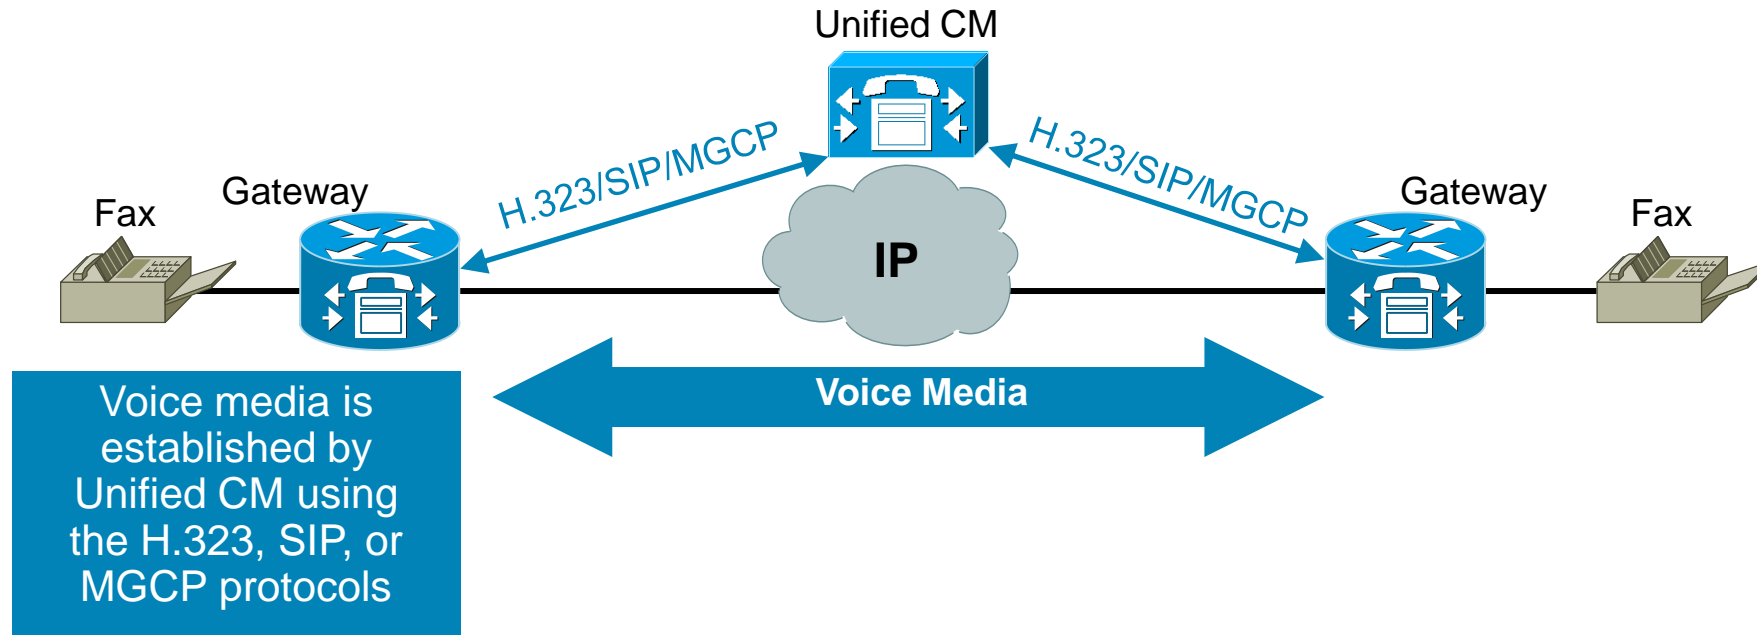 Unified CM
H.323/SIP/MGCP
H.323/SIP/MGCP
Gateway
Gateway
Fax
Fax
IP
Voice Media
Voice media is
established by
Unified CM using
the H.323, SIP, or
MGCP protocols